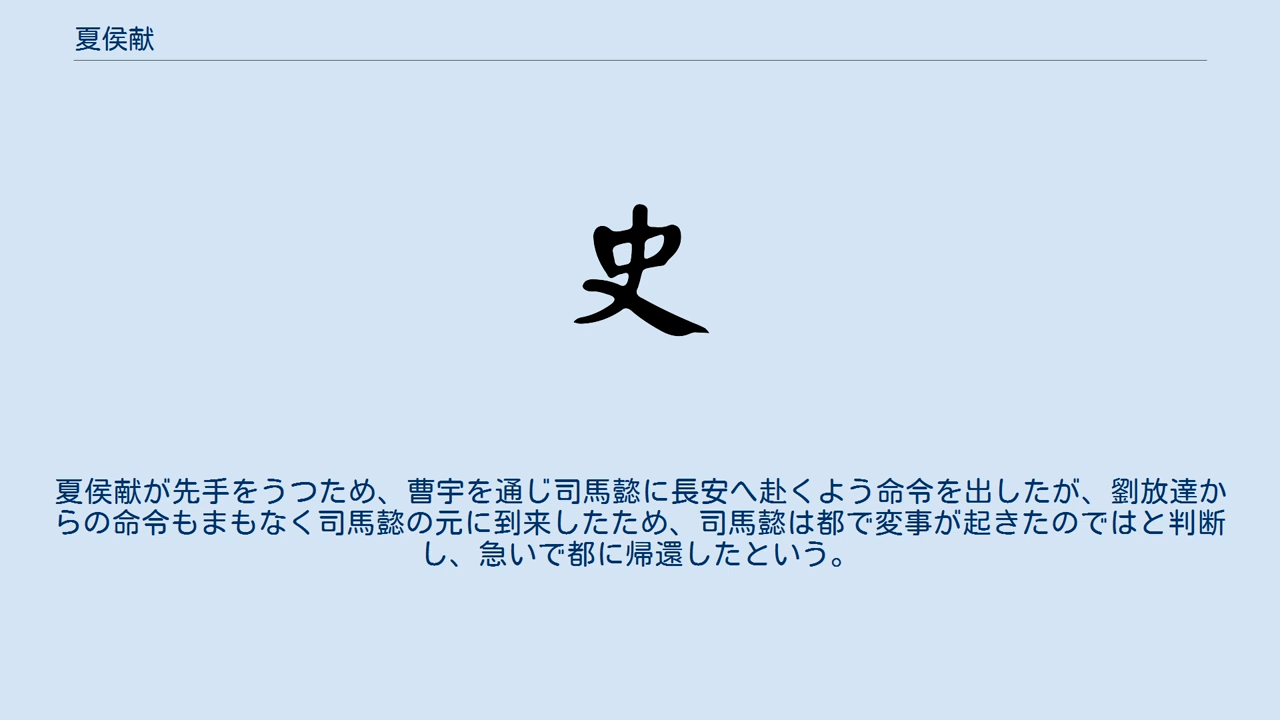 夏侯献
史
夏侯献が先手をうつため、曹宇を通じ司馬懿に長安へ赴くよう命令を出したが、劉放達か
らの命令もまもなく司馬懿の元に到来したため、司馬懿は都で変事が起きたのではと判断
し、急いで都に帰還したという。